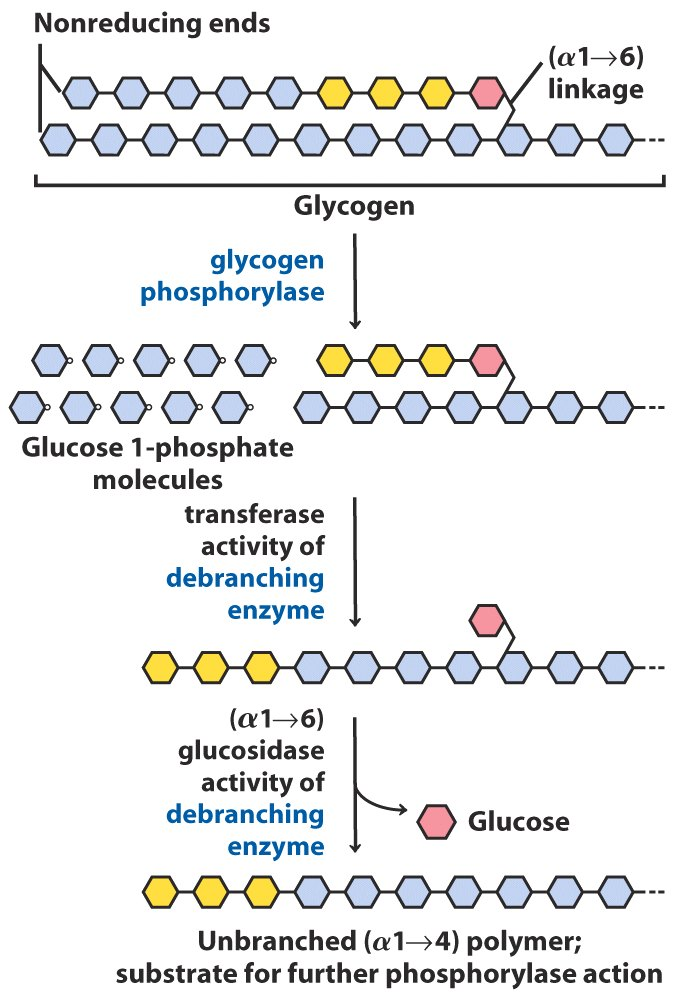 Nonreducing ends
(α1→6)
linkage
Glycogen
glycogen
phosphorylase
Glucose 1-phosphate
molecules
transferase
activity of
debranching
enzyme
(α1→6)
glucosidase
activity of
debranching
enzyme
Glucose
Unbranched (α1→4) polymer;
substrate for further phosphorylase action